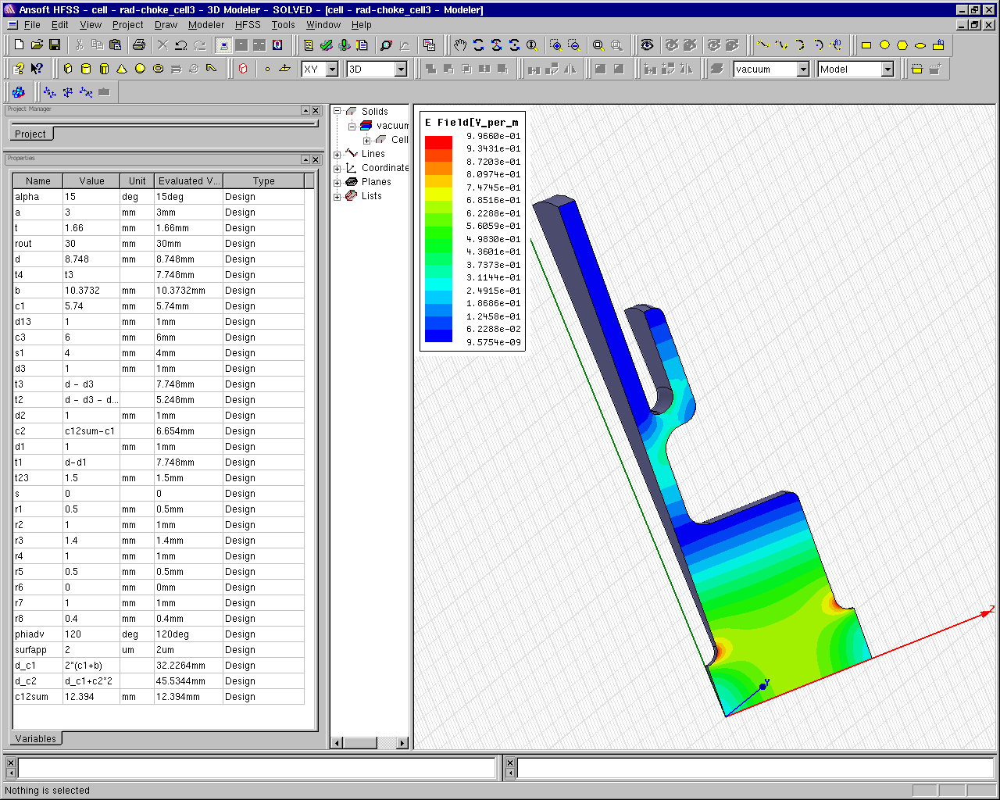 Ansoft HFSS - cell - rad-choke_cell3 - 3D Modeler - SOLVED - [cell - rad-choke_cell3 - Modeler]
File Edit View Project Draw Modeler HFSS Tools Window Help
XY 3D vacuum Model
Project Manager
Project
Properties
Name Value Unit Evaluated V... Type
alpha 15 deg 15deg Design
a 3 mm 3mm Design
t 1.66 mm 1.66mm Design
rout 30 mm 30mm Design
d 8.748 mm 8.748mm Design
t4 t3 7.748mm Design
b 10.3732 mm 10.3732mm Design
c1 5.74 mm 5.74mm Design
d13 1 mm 1mm Design
c3 6 mm 6mm Design
s1 4 mm 4mm Design
d3 1 mm 1mm Design
t3 d - d3 7.748mm Design
t2 d - d3 - d... 5.248mm Design
d2 1 mm 1mm Design
c2 c12sum-c1 6.654mm Design
d1 1 mm 1mm Design
t1 d-d1 7.748mm Design
t23 1.5 mm 1.5mm Design
s 0 0 Design
r1 0.5 mm 0.5mm Design
r2 1 mm 1mm Design
r3 1.4 mm 1.4mm Design
r4 1 mm 1mm Design
r5 0.5 mm 0.5mm Design
r6 0 mm 0mm Design
r7 1 mm 1mm Design
r8 0.4 mm 0.4mm Design
phiadv 120 deg 120deg Design
surfapp 2 um 2um Design
d_c1 2*(c1+b) 32.2264mm Design
d_c2 d_c1+c2*2 45.5344mm Design
c12sum 12.394 mm 12.394mm Design
Variables
Solids
vacuum
Cell
Lines
Coordinate
Planes
Lists
E Field[V_per_m
9.9660e-01
9.3431e-01
8.7203e-01
8.0974e-01
7.4745e-01
6.8516e-01
6.2288e-01
5.6059e-01
4.9830e-01
4.3601e-01
3.7373e-01
3.1144e-01
2.4915e-01
1.8686e-01
1.2458e-01
6.2288e-02
9.5754e-09
Z
Y
Nothing is selected